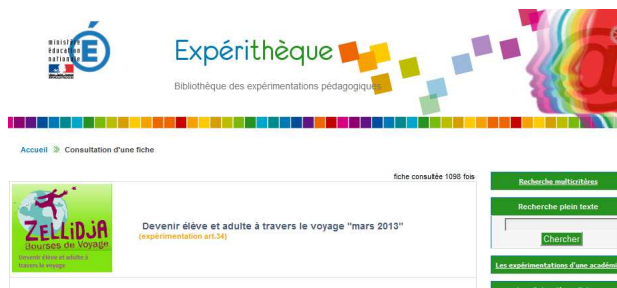 ministère
éducation
nationale
Expérithèque
Bibliothèque des expérimentations pédagogiques
Accueil Consultation d'une fiche
fiche consultée 1098 fois
Recherche multicritères
Recherche plein texte
Chercher
Les expérimentations d'une académi
ZELLIDJA
Bourses de Voyage
Devenir élève et adulte à
travers le voyage
Devenir élève et adulte à travers le voyage "mars 2013"
(expérimentation art.34)